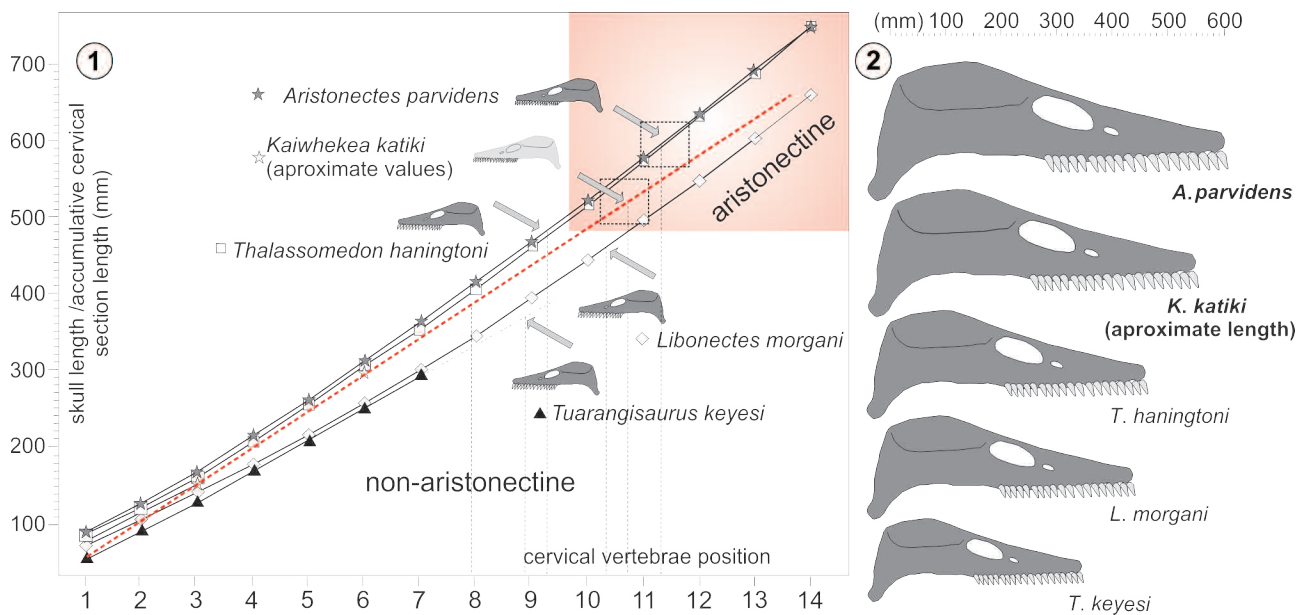 1
Aristonectes parvidens
Kaiwhekea katiki
(aproximate values)
Thalassomedon haningtoni
Libonectes morgani
Tuarangisaurus keyesi
aristonectine
non-aristonectine
cervical vertebrae position
skull length /accumulative cervical
section length (mm)
700
600
500
400
300
200
100
1 2 3 4 5 6 7 8 9 10 11 12 13 14
(mm) 100 200 300 400 500 600
2
A. parvidens
K. katiki
(aproximate length)
T. haningtoni
L. morgani
T. keyesi